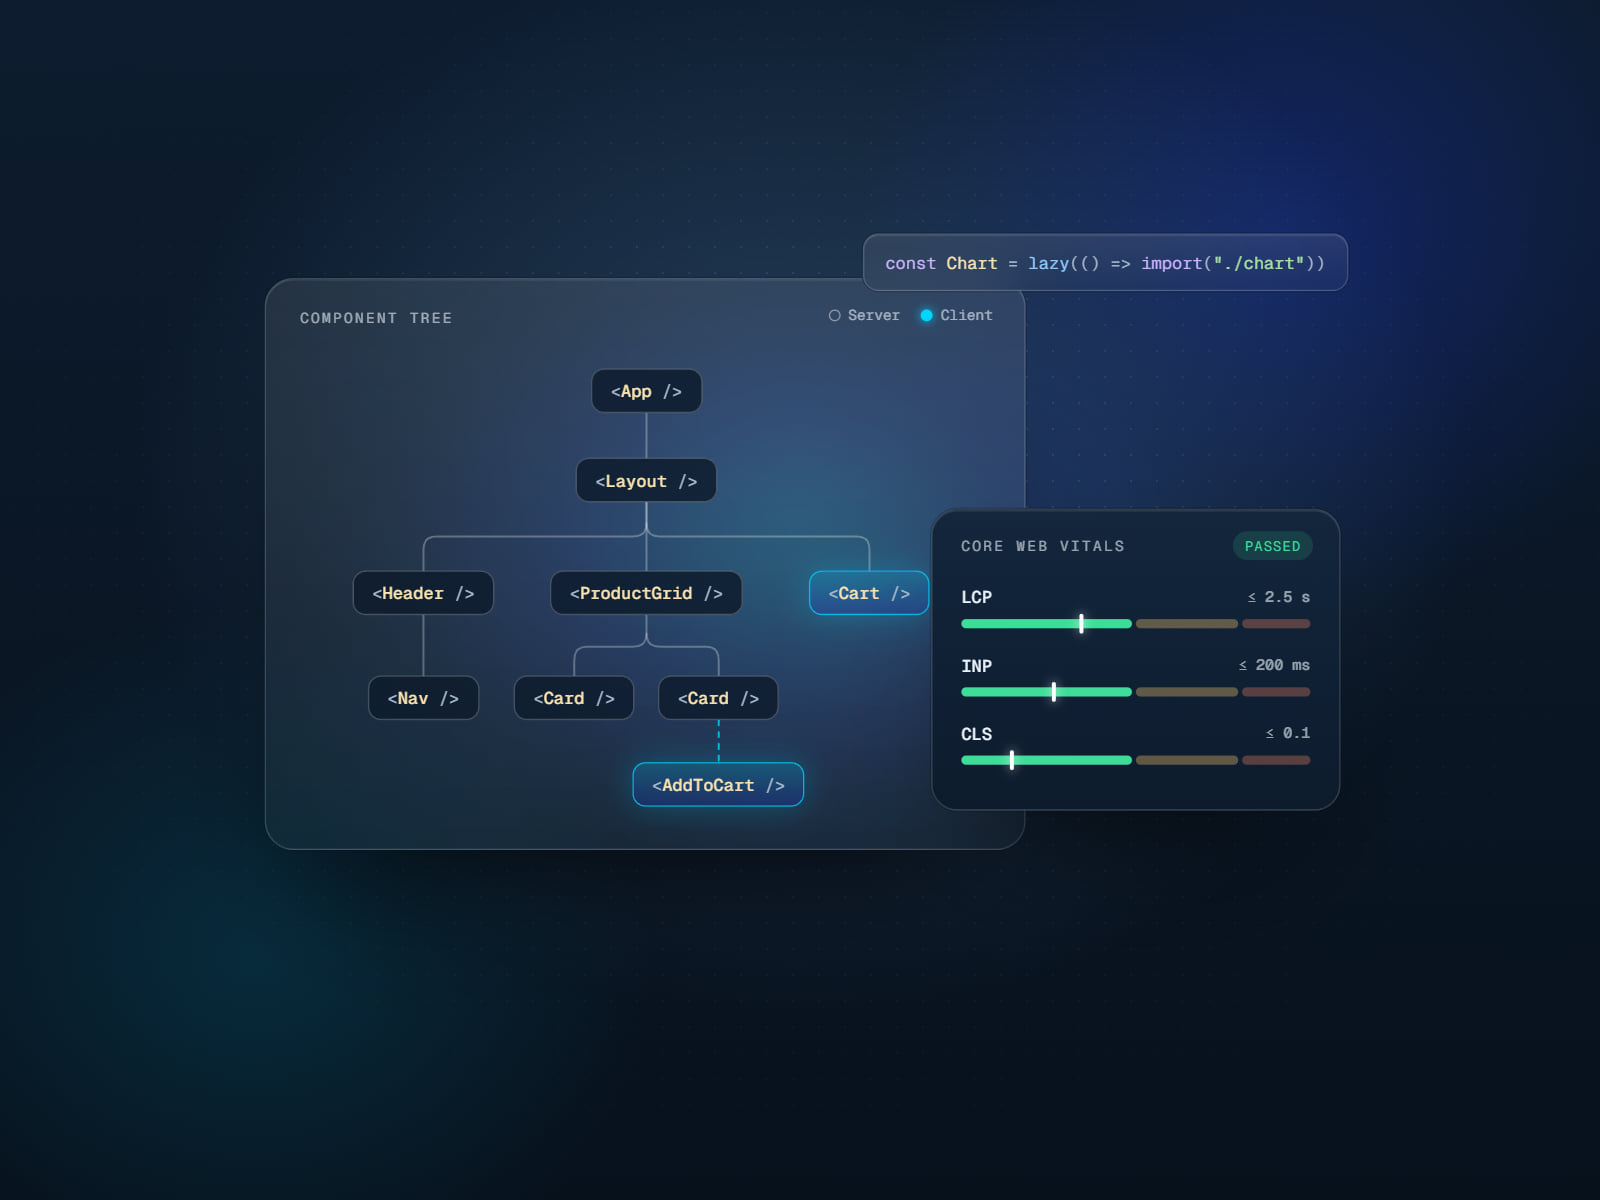 const Chart = lazy(() => import("./chart"))
COMPONENT TREE
Server
Client
<App />
<Layout />
<Header />
<ProductGrid />
<Cart />
<Nav />
<Card />
<Card />
<AddToCart />
CORE WEB VITALS
PASSED
LCP
≤ 2.5 s
INP
≤ 200 ms
CLS
≤ 0.1